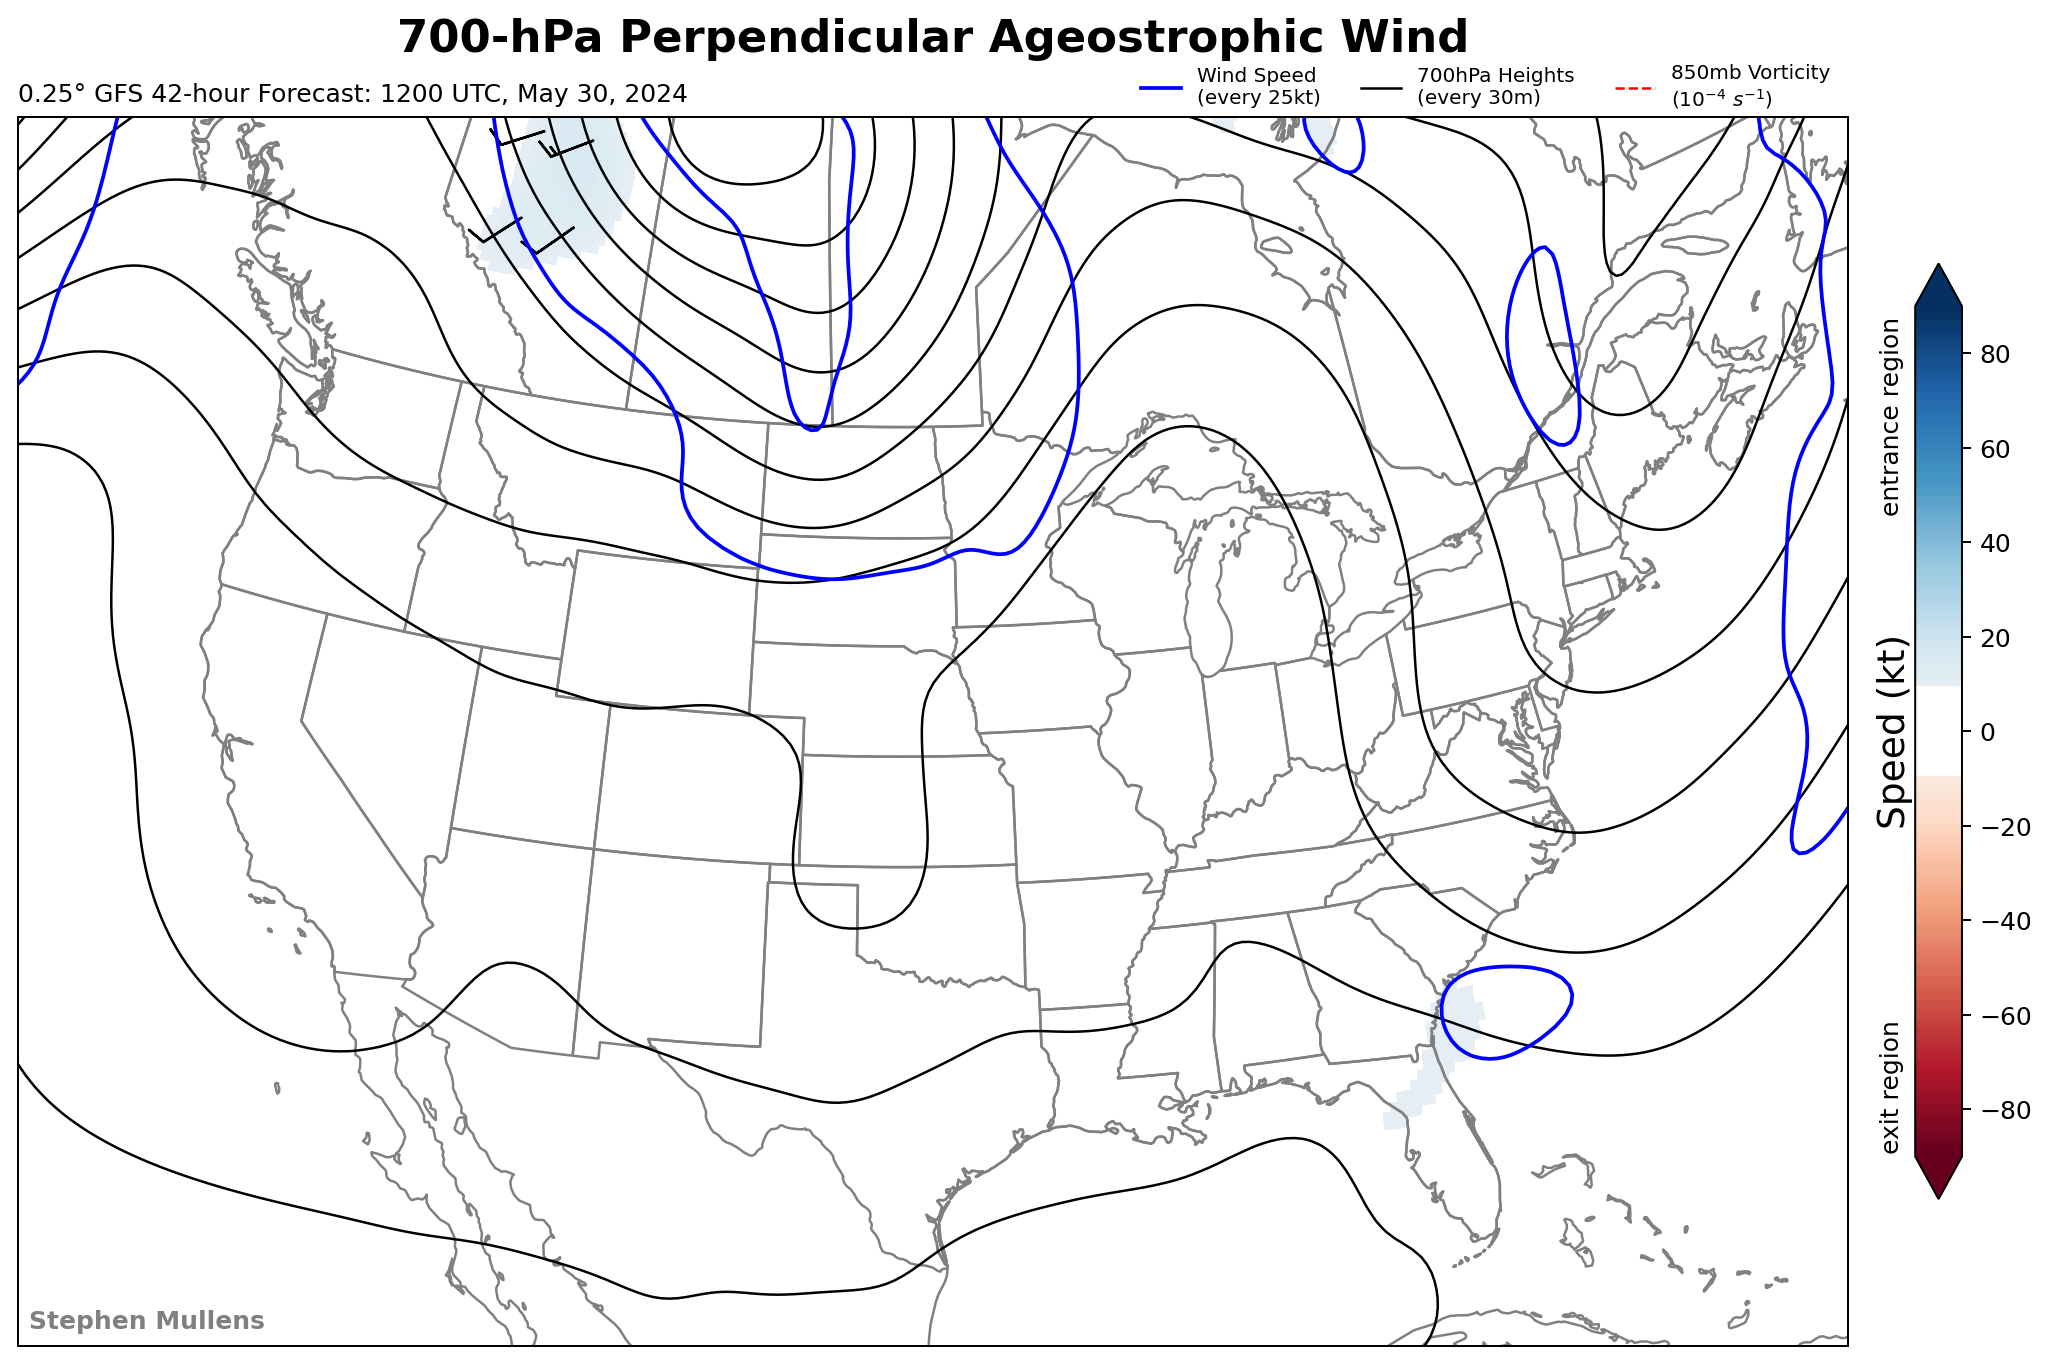 700-hPa Perpendicular Ageostrophic Wind
0.25° GFS 42-hour Forecast: 1200 UTC, May 30, 2024
Wind Speed
(every 25kt)
700hPa Heights
(every 30m)
850mb Vorticity
(10⁻⁴ s⁻¹)
entrance region
Speed (kt)
exit region
80
60
40
20
0
−20
−40
−60
−80
Stephen Mullens